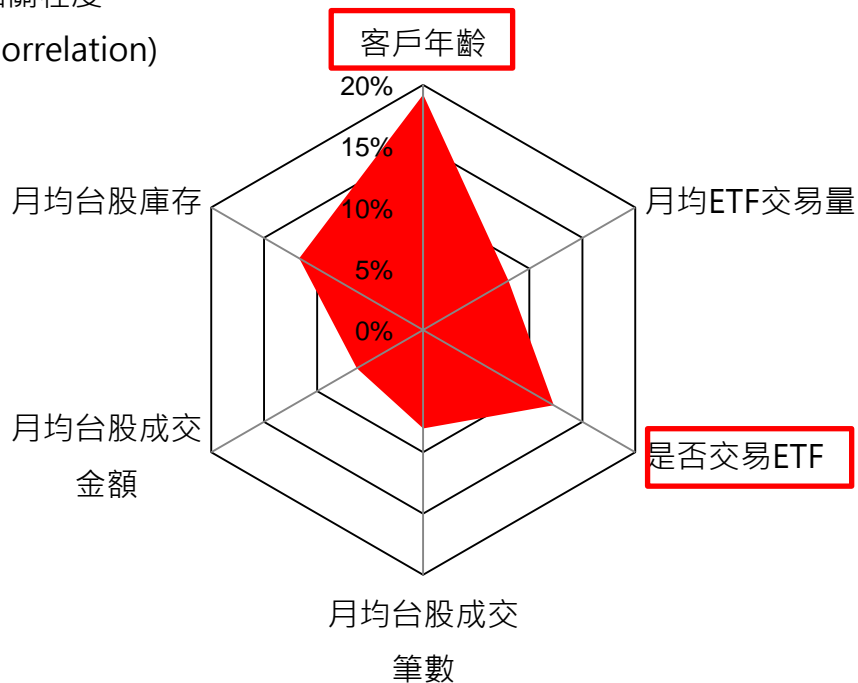 orrelation)
客戶年齡
20%
15%
月均台股庫存
月均ETF交易量
10%
5%
0%
月均台股成交
金額
是否交易ETF
月均台股成交
筆數